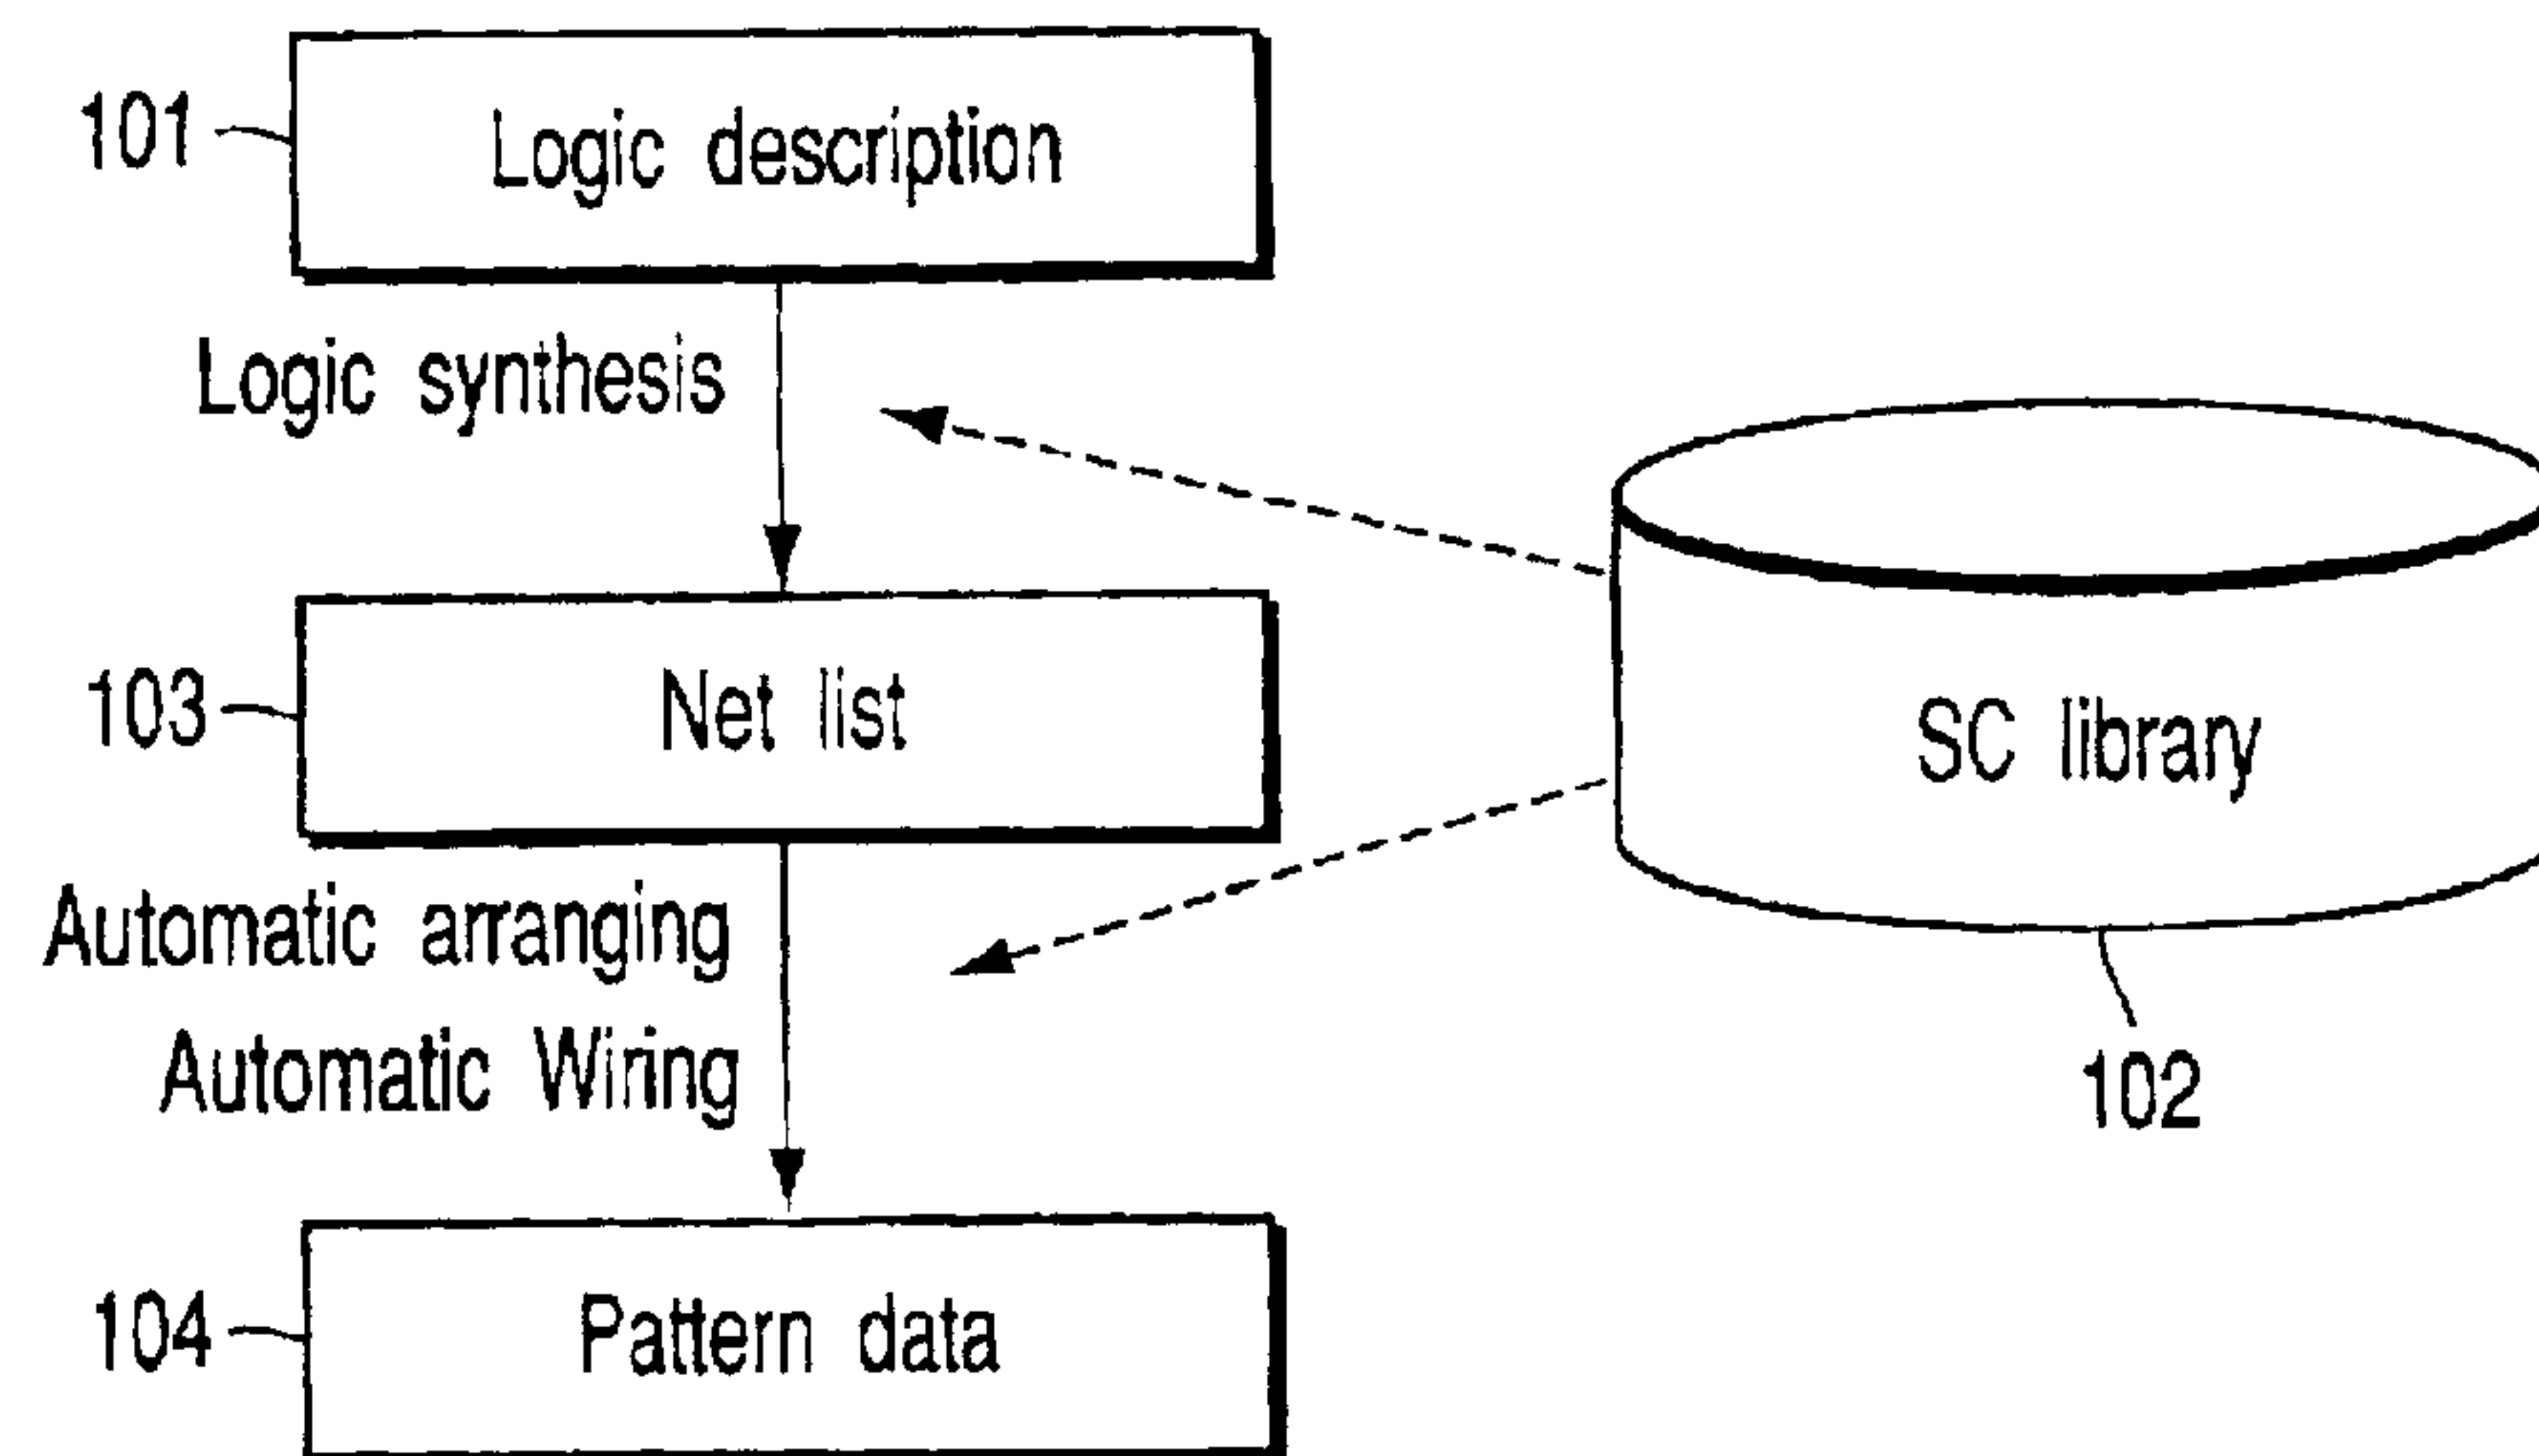 101
Logic description
Logic synthesis
103
Net list
SC library
Automatic arranging
Automatic Wiring
102
104
Pattern data